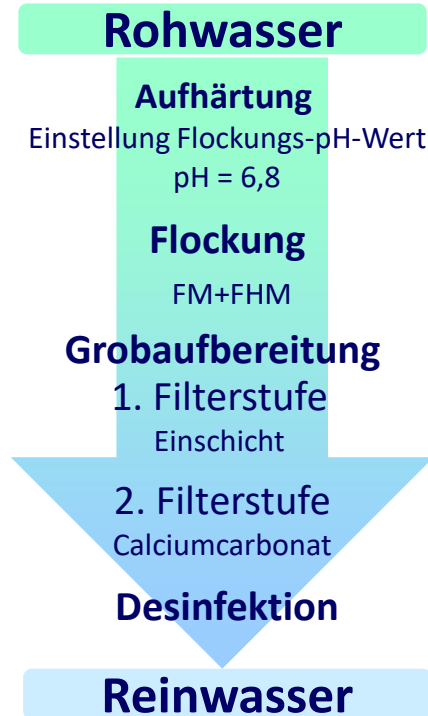 Rohwasser
Aufhärtung
Einstellung Flockungs-pH-Wert
pH = 6,8
Flockung
FM+FHM
Grobaufbereitung
1. Filterstufe
Einschicht
2. Filterstufe
Calciumcarbonat
Desinfektion
Reinwasser